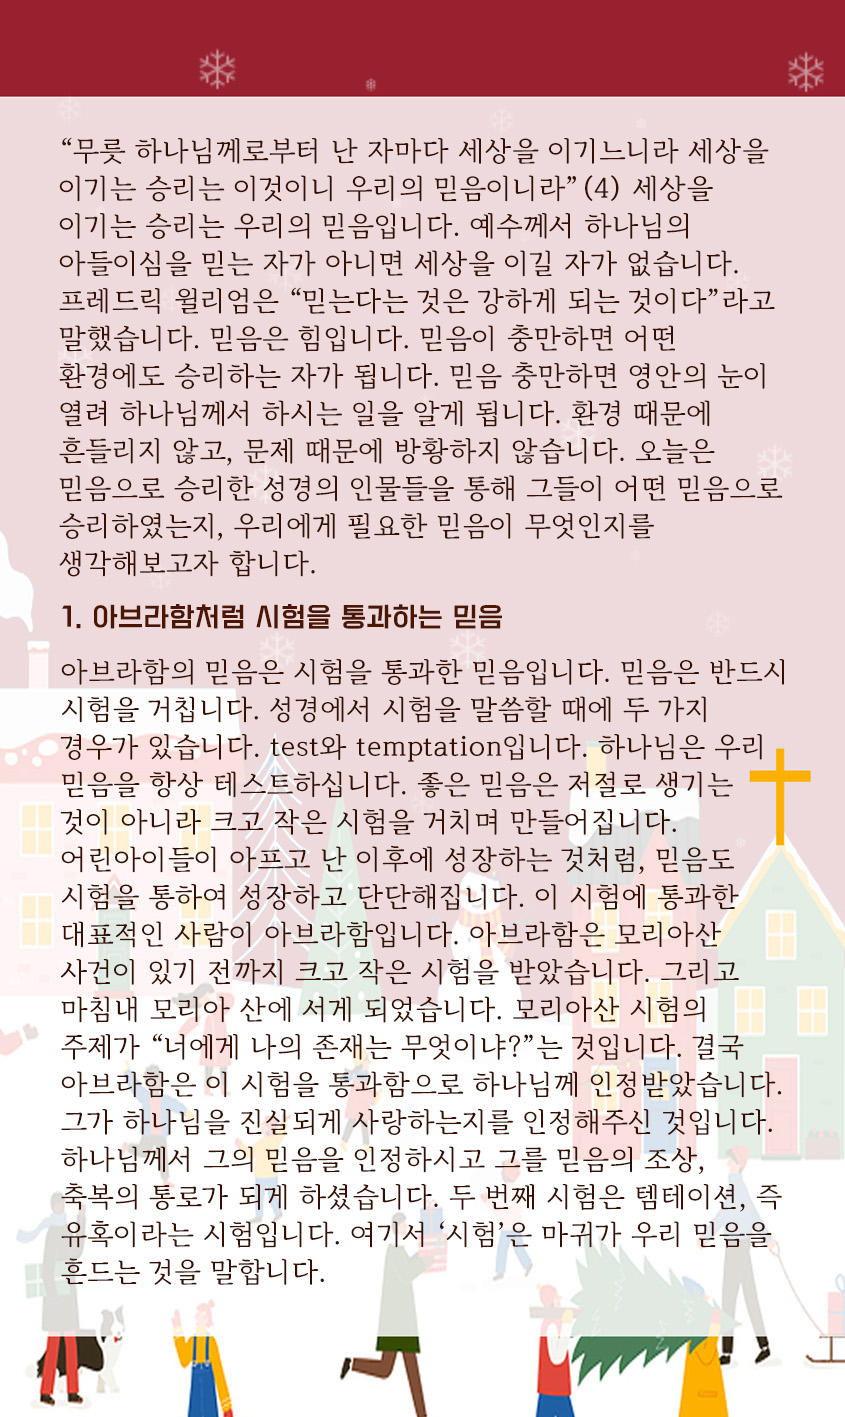 “무릇 하나님께로부터 난 자마다 세상을 이기느니라 세상을
이기는 승리는 이것이니 우리의 믿음이니라” (4) 세상을
이기는 승리는 우리의 믿음입니다. 예수께서 하나님의
아들이심을 믿는 자가 아니면 세상을 이길 자가 없습니다.
프레드릭 윌리엄은 “믿는다는 것은 강하게 되는 것이다”라고
말했습니다. 믿음은 힘입니다. 믿음이 충만하면 어떤
환경에도 승리하는 자가 됩니다. 믿음 충만하면 영안의 눈이
열려 하나님께서 하시는 일을 알게 됩니다. 환경 때문에
흔들리지 않고, 문제 때문에 방황하지 않습니다. 오늘은
믿음으로 승리한 성경의 인물들을 통해 그들이 어떤 믿음으로
승리하였는지, 우리에게 필요한 믿음이 무엇인지를
생각해보고자 합니다.
1. 아브라함처럼 시험을 통과하는 믿음
아브라함의 믿음은 시험을 통과한 믿음입니다. 믿음은 반드시
시험을 거칩니다. 성경에서 시험을 말씀할 때에 두 가지
경우가 있습니다. test와 temptation입니다. 하나님은 우리
믿음을 항상 테스트하십니다. 좋은 믿음은 저절로 생기는
것이 아니라 크고 작은 시험을 거치며 만들어집니다.
어린아이들이 아프고 난 이후에 성장하는 것처럼, 믿음도
시험을 통하여 성장하고 단단해집니다. 이 시험에 통과한
대표적인 사람이 아브라함입니다. 아브라함은 모리아산
사건이 있기 전까지 크고 작은 시험을 받았습니다. 그리고
마침내 모리아 산에 서게 되었습니다. 모리아산 시험의
주제가 “너에게 나의 존재는 무엇이냐?”는 것입니다. 결국
아브라함은 이 시험을 통과함으로 하나님께 인정받았습니다.
그가 하나님을 진실되게 사랑하는지를 인정해주신 것입니다.
하나님께서 그의 믿음을 인정하시고 그를 믿음의 조상,
축복의 통로가 되게 하셨습니다. 두 번째 시험은 템테이션, 즉
유혹이라는 시험입니다. 여기서 ‘시험’은 마귀가 우리 믿음을
흔드는 것을 말합니다.